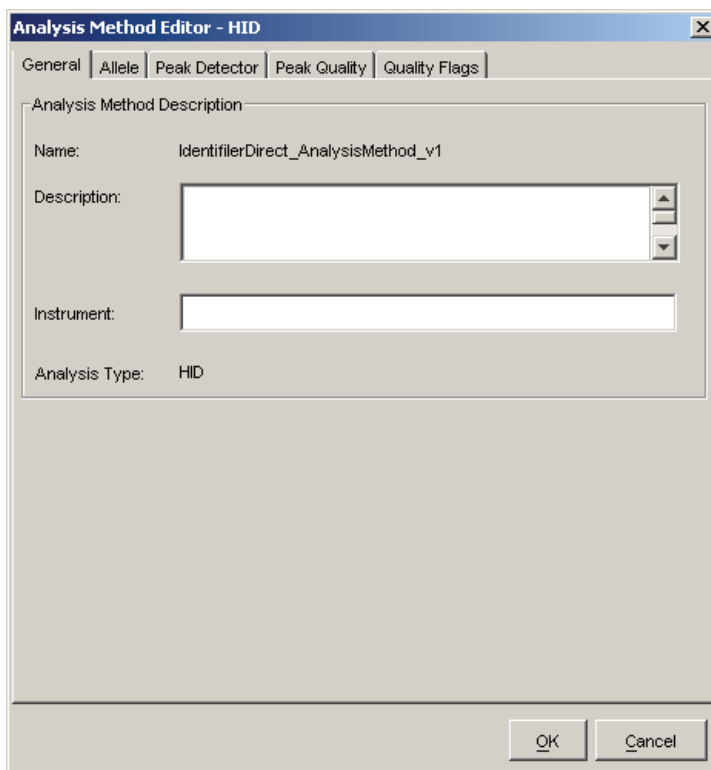 Analysis Method Editor - HID
General Allele Peak Detector Peak Quality Quality Flags
Analysis Method Description
Name: IdentifilerDirect_AnalysisMethod_v1
Description:
Instrument:
Analysis Type: HID
OK Cancel